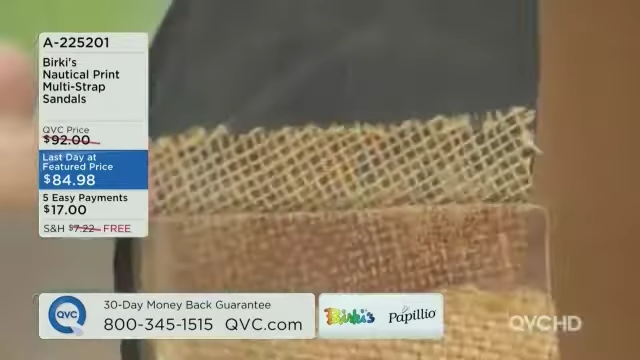 A-225201
Birki's
Nautical Print
Multi-Strap
Sandals
QVC Price
$92.00
Last Day at
Featured Price
$84.98
5 Easy Payments
$17.00
S&H $7.22 FREE
30-Day Money Back Guarantee
QVC
800-345-1515 QVC.com
Birki's
Papillio
QVCHD